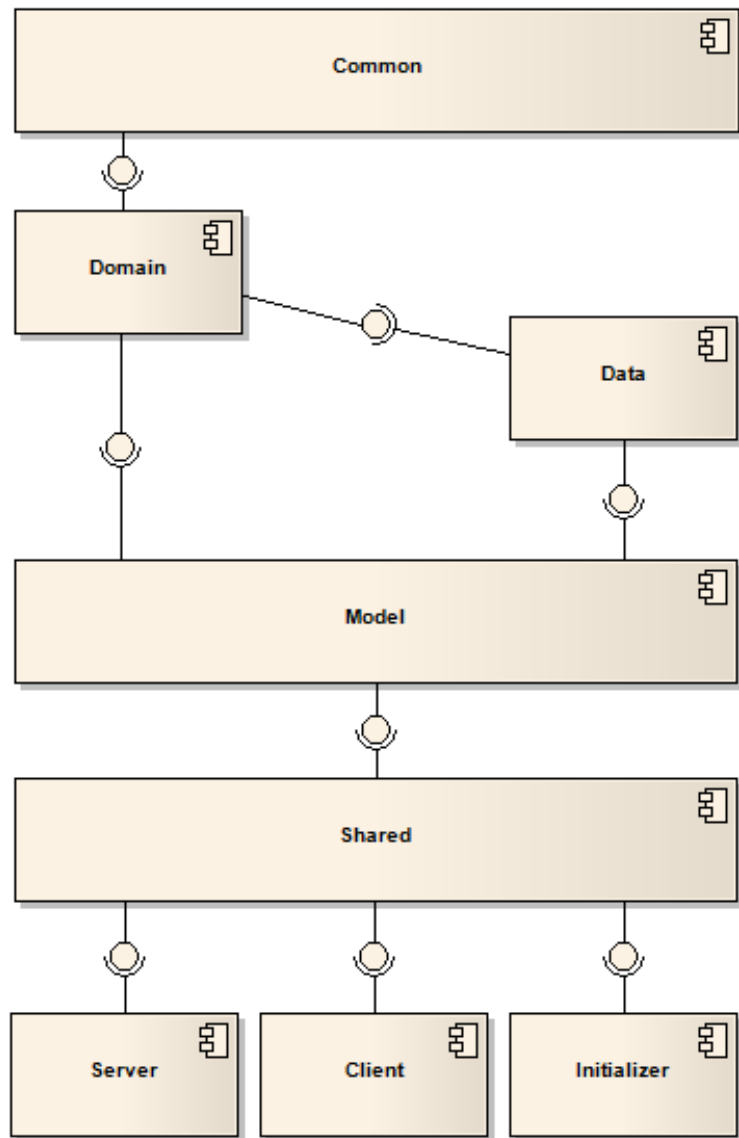 Common
Domain
Data
Model
Shared
Server
Client
Initializer